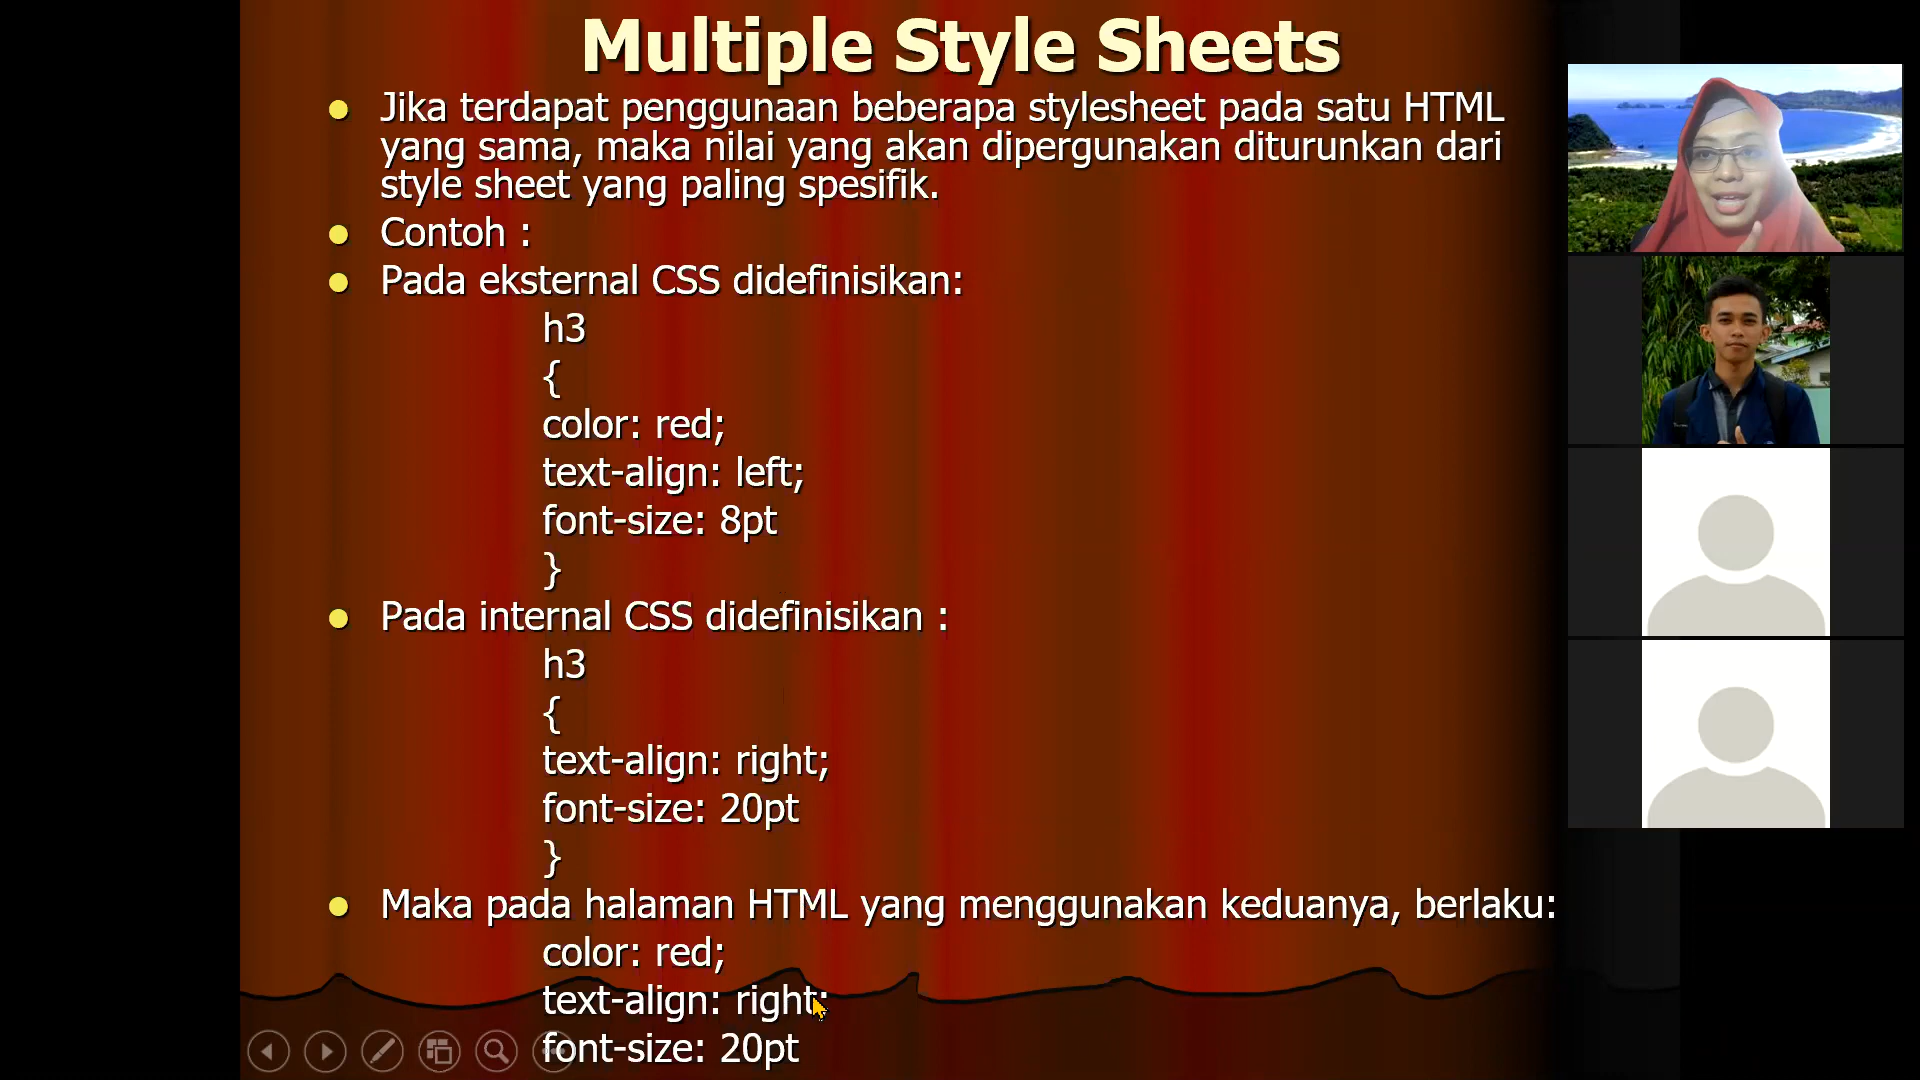 Multiple Style Sheets
Jika terdapat penggunaan beberapa stylesheet pada satu HTML
yang sama, maka nilai yang akan dipergunakan diturunkan dari
style sheet yang paling spesifik.
Contoh :
Pada eksternal CSS didefinisikan:
h3
{
color: red;
text-align: left;
font-size: 8pt
}
Pada internal CSS didefinisikan :
h3
{
text-align: right;
font-size: 20pt
}
Maka pada halaman HTML yang menggunakan keduanya, berlaku:
color: red;
text-align: right;
font-size: 20pt